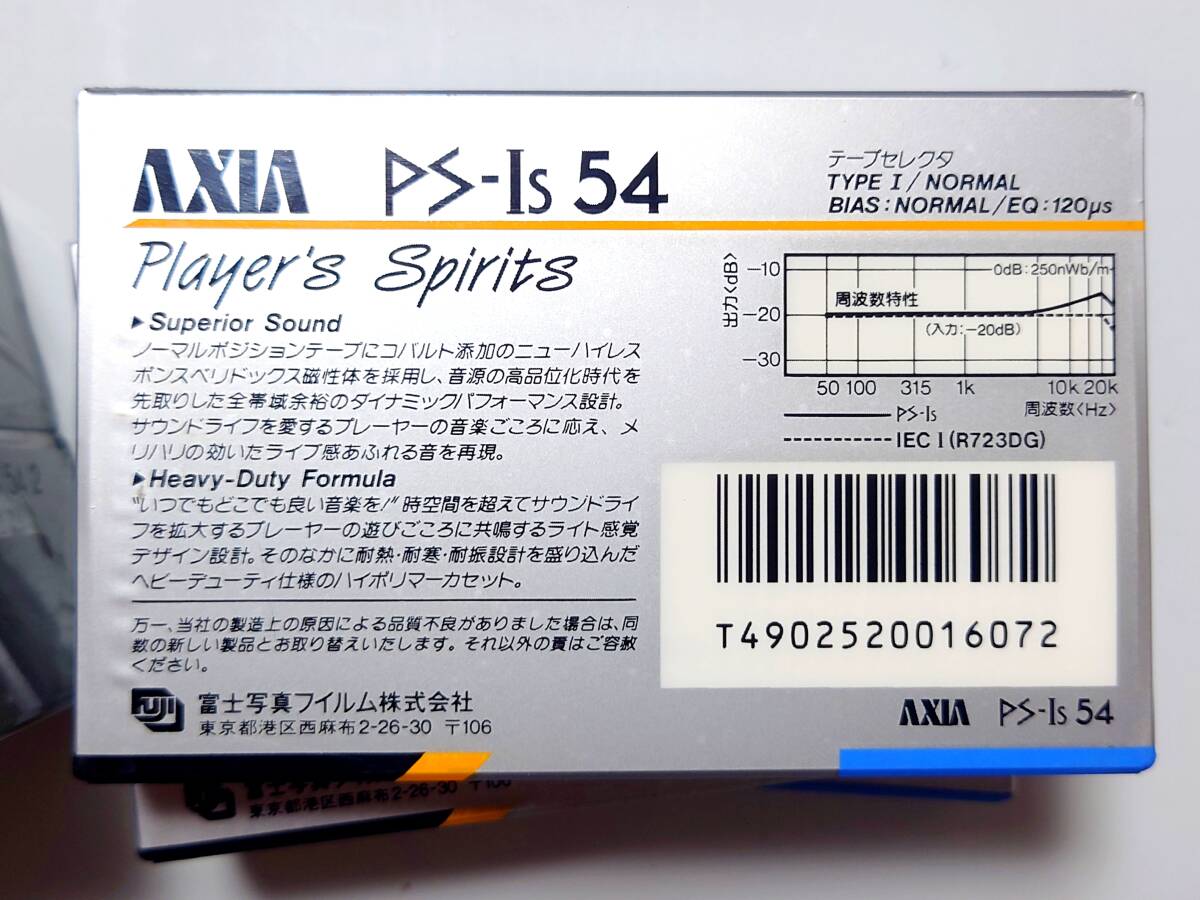 AXIA PS-Is 54
テープセレクタ
TYPE I/NORMAL
BIAS:NORMAL/EQ:120μs
Player's Spirits
▶Superior Sound
ノーマルポジションテープにコバルト添加のニューハイレス
ポンスベリドックス磁性体を採用し、音源の高品位化時代を
先取りした全帯域余裕のダイナミックパフォーマンス設計。
サウンドライフを愛するプレーヤーの音楽ごころに応え、メ
リハリの効いたライブ感あふれる音を再現。
▶Heavy-Duty Formula
"いつでもどこでも良い音楽を!"時空間を超えてサウンドライ
フを拡大するプレーヤーの遊びごころに共鳴するライト感覚
デザイン設計。そのなかに耐熱・耐寒・耐振設計を盛り込んだ
ヘビーデューティ仕様のハイポリマーカセット。
万一、当社の製造上の原因による品質不良がありました場合は、同
数の新しい製品とお取り替えいたします。それ以外の責はご容赦
ください。
FUJI 富士写真フイルム株式会社
東京都港区西麻布2-26-30 〒106
出力<dB>
-10
-20
-30
0dB:250nWb/m
周波数特性
(入力:-20dB)
50 100 315 1k 10k 20k
周波数<Hz>
PS-Is
IEC I(R723DG)
T4902520016072
AXIA PS-Is 54
富士写真フ
東京都港区西麻布2-26-30 〒106